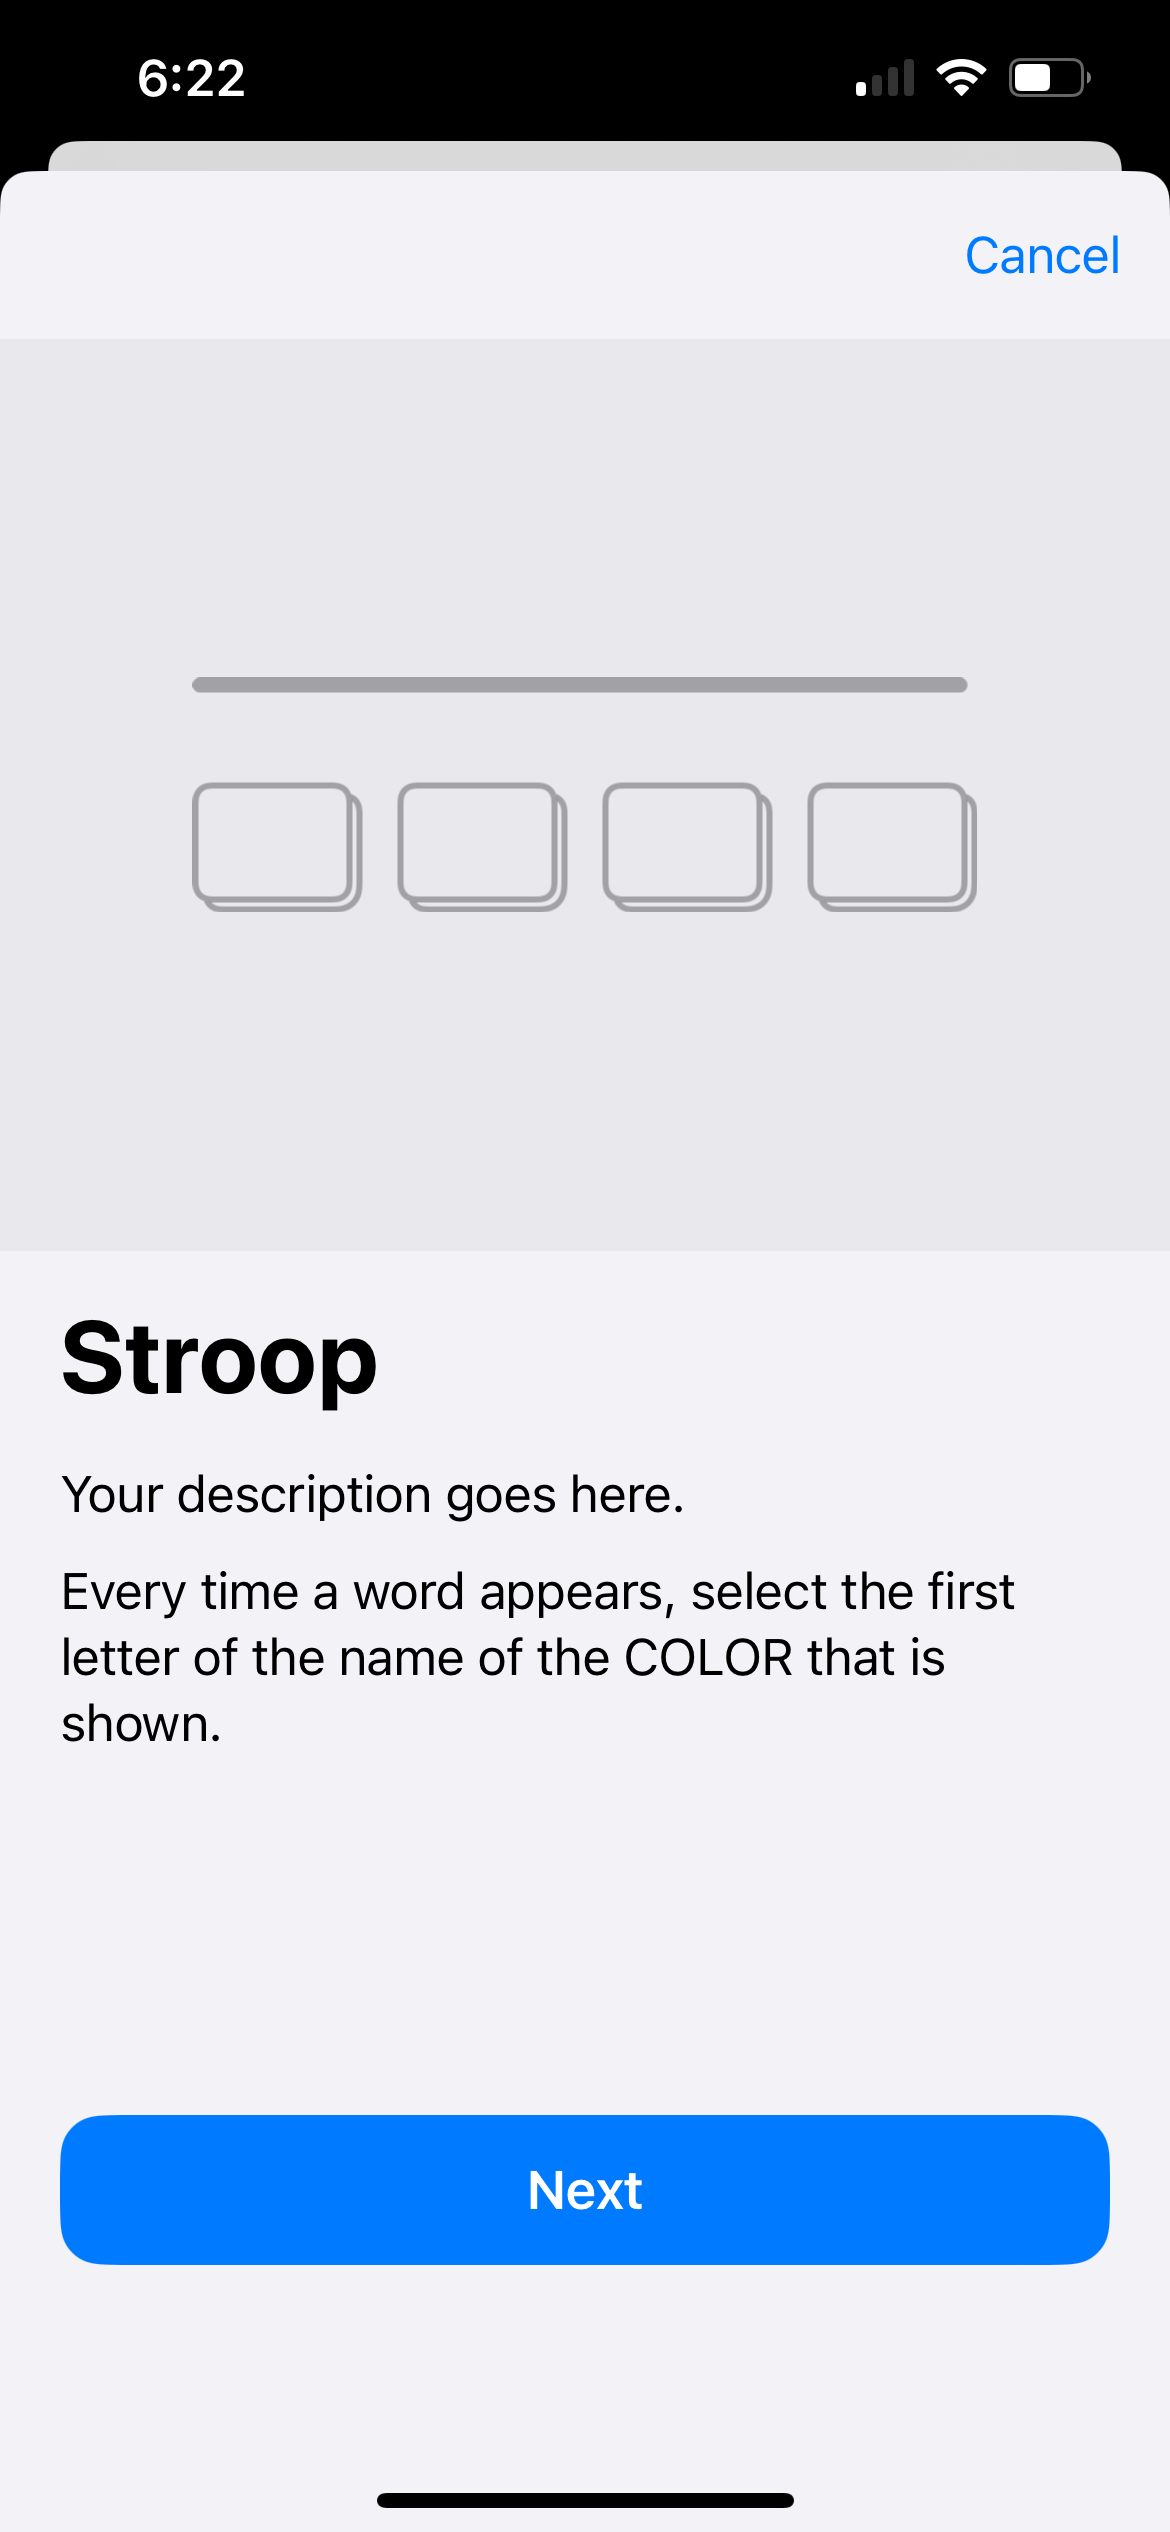 6:22
Cancel
Stroop
Your description goes here.
Every time a word appears, select the first
letter of the name of the COLOR that is
shown.
Next